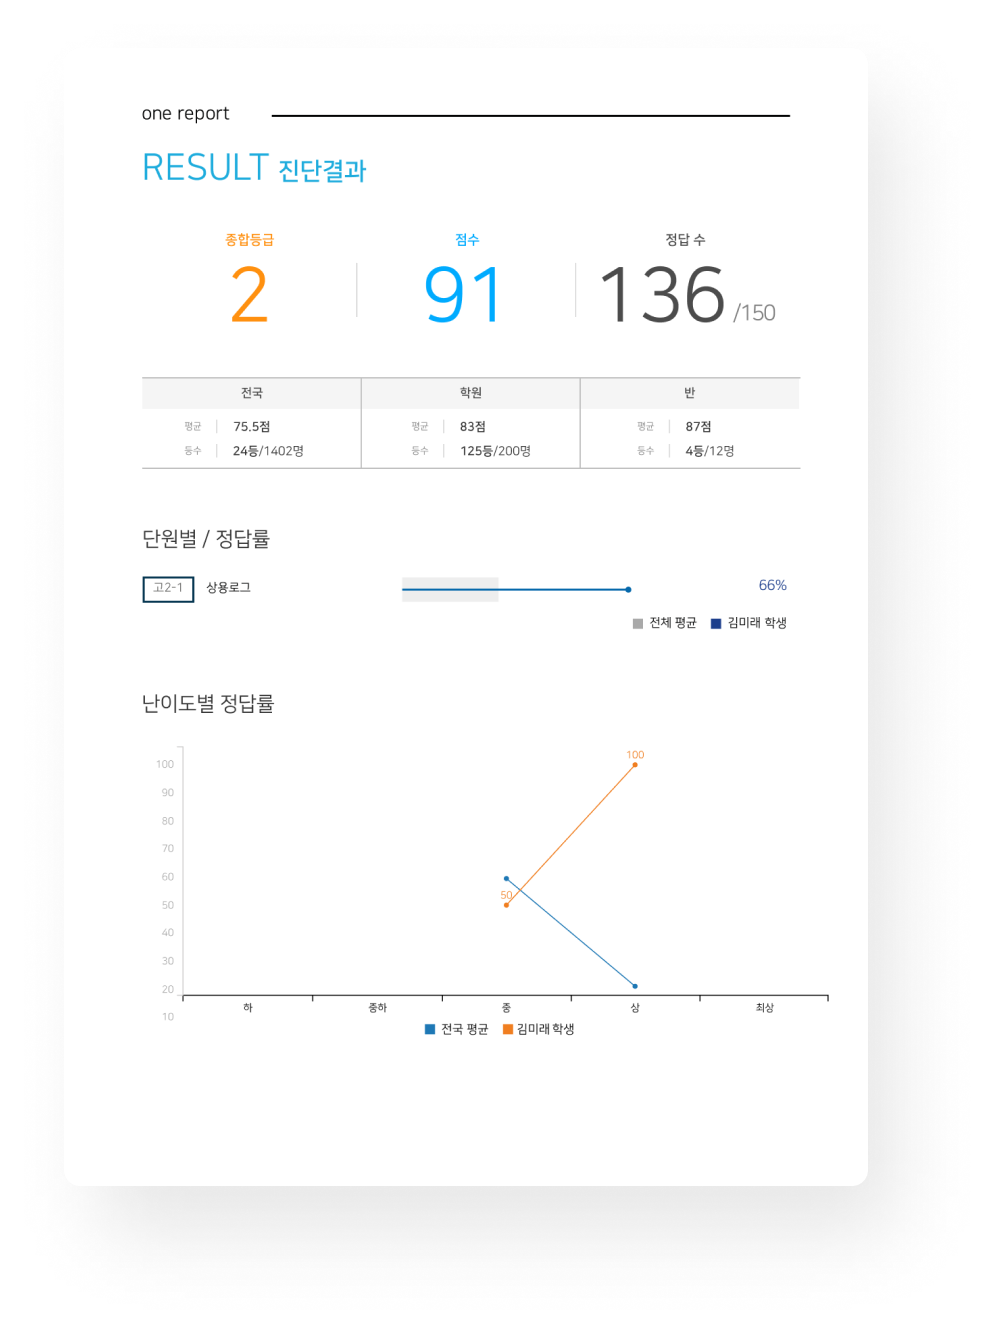 one report
RESULT 진단결과
종합등급 점수 정답 수
2 91 136 /150
전국 학원 반
평균 75.5점 평균 83점 평균 87점
등수 24등/1402명 등수 125등/200명 등수 4등/12명
단원별 / 정답률
고2-1 상용로그 66%
전체 평균 김미래 학생
난이도별 정답률
100
100
90
80
70
60
50
50
40
30
20
10
하 중하 중 상 최상
전국 평균 김미래 학생